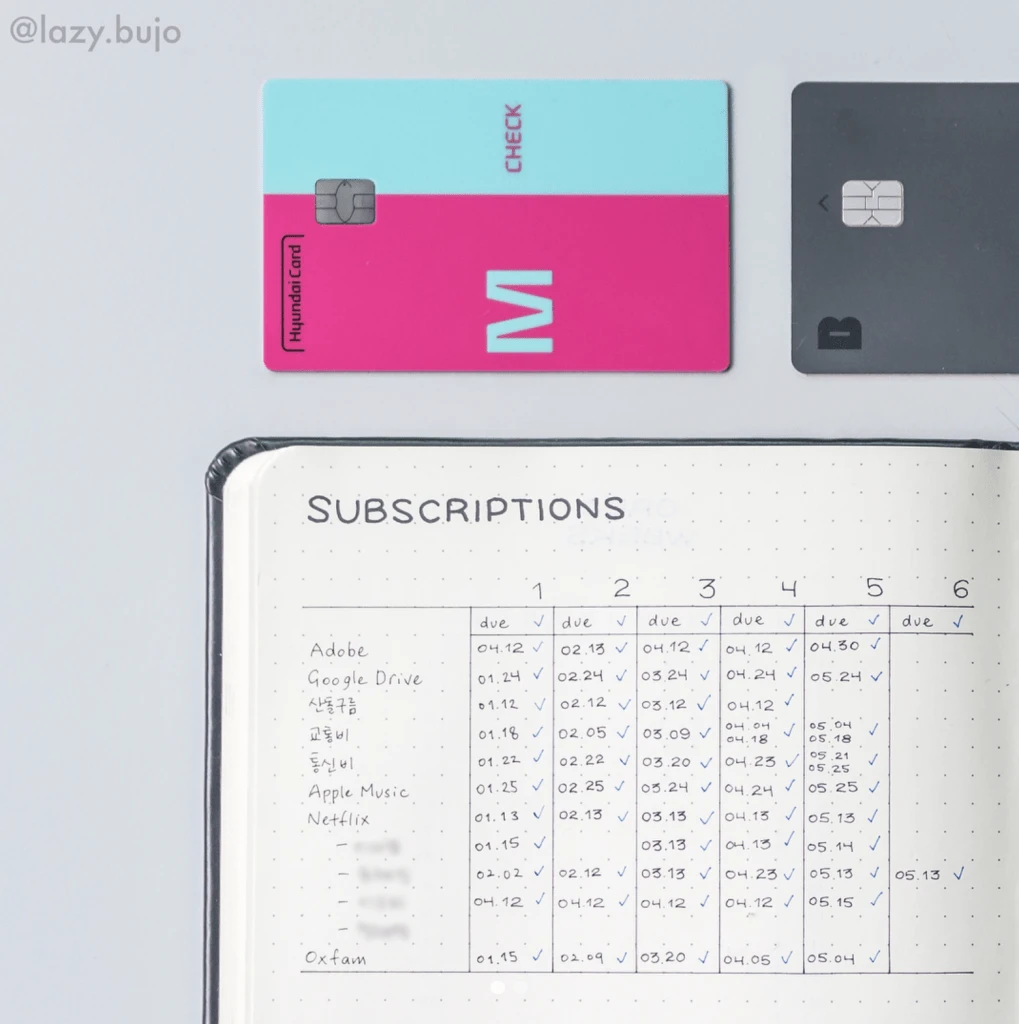 @lazy.bujo
CHECK
Hyundai Card
M
SUBSCRIPTIONS
1 2 3 4 5 6
due ✓ due ✓ due ✓ due ✓ due ✓ due ✓
Adobe 04.12 ✓ 02.13 ✓ 04.12 ✓ 04.12 ✓ 04.30 ✓
Google Drive 01.24 ✓ 02.24 ✓ 03.24 ✓ 04.24 ✓ 05.24 ✓
산돌구름 01.12 ✓ 02.12 ✓ 03.12 ✓ 04.12 ✓
교통비 01.18 ✓ 02.05 ✓ 03.09 ✓ 04.04 04.18 ✓ 05.04 05.18 ✓
통신비 01.22 ✓ 02.22 ✓ 03.20 ✓ 04.23 ✓ 05.21 05.25 ✓
Apple Music 01.25 ✓ 02.25 ✓ 03.24 ✓ 04.24 ✓ 05.25 ✓
Netflix 01.13 ✓ 02.13 ✓ 03.13 ✓ 04.13 ✓ 05.13 ✓
– 01.15 ✓ 03.13 ✓ 04.13 ✓ 05.14 ✓
– 02.02 ✓ 02.12 ✓ 03.13 ✓ 04.23 ✓ 05.13 ✓ 05.13 ✓
– 04.12 ✓ 04.12 ✓ 04.12 ✓ 04.12 ✓ 05.15 ✓
–
Oxfam 01.15 ✓ 02.09 ✓ 03.20 ✓ 04.05 ✓ 05.04 ✓